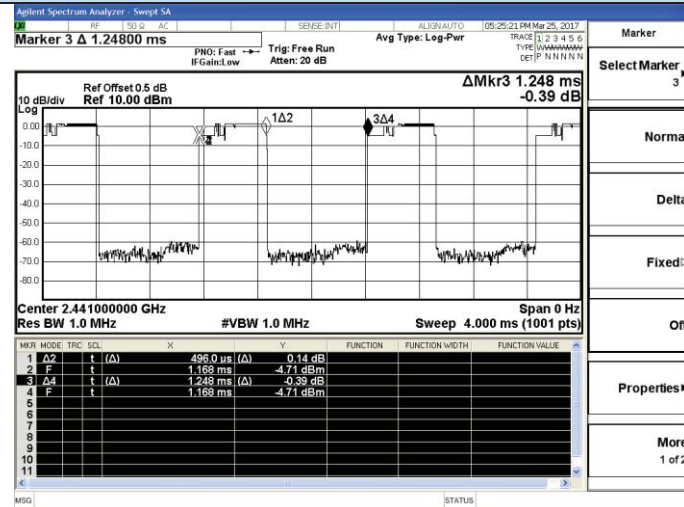 Agilent Spectrum Analyzer - Swept SA
RF 50 Ω AC SENSE:INT ALIGN AUTO 05:25:21 PM Mar 25, 2017
Marker 3 Δ 1.24800 ms
PNO: Fast Trig: Free Run Avg Type: Log-Pwr TRACE 1 2 3 4 5 6
IFGain:Low Atten: 20 dB TYPE
DET P N N N N N
Ref Offset 0.5 dB ΔMkr3 1.248 ms
10 dB/div Ref 10.00 dBm -0.39 dB
Log
0.00
-10.0
-20.0
-30.0
-40.0
-50.0
-60.0
-70.0
-80.0
1Δ2
3Δ4
Center 2.441000000 GHz Span 0 Hz
Res BW 1.0 MHz #VBW 1.0 MHz Sweep 4.000 ms (1001 pts)
MKR MODE TRC SCL X Y FUNCTION FUNCTION WIDTH FUNCTION VALUE
1 Δ2 t (Δ) 496.0 us (Δ) 0.14 dB
2 F t 1.168 ms -4.71 dBm
3 Δ4 t (Δ) 1.248 ms (Δ) -0.39 dB
4 F t 1.168 ms -4.71 dBm
5
6
7
8
9
10
11
MSG STATUS
Marker
Select Marker
3
Norma
Delta
Fixed
Of
Properties
More
1 of 2